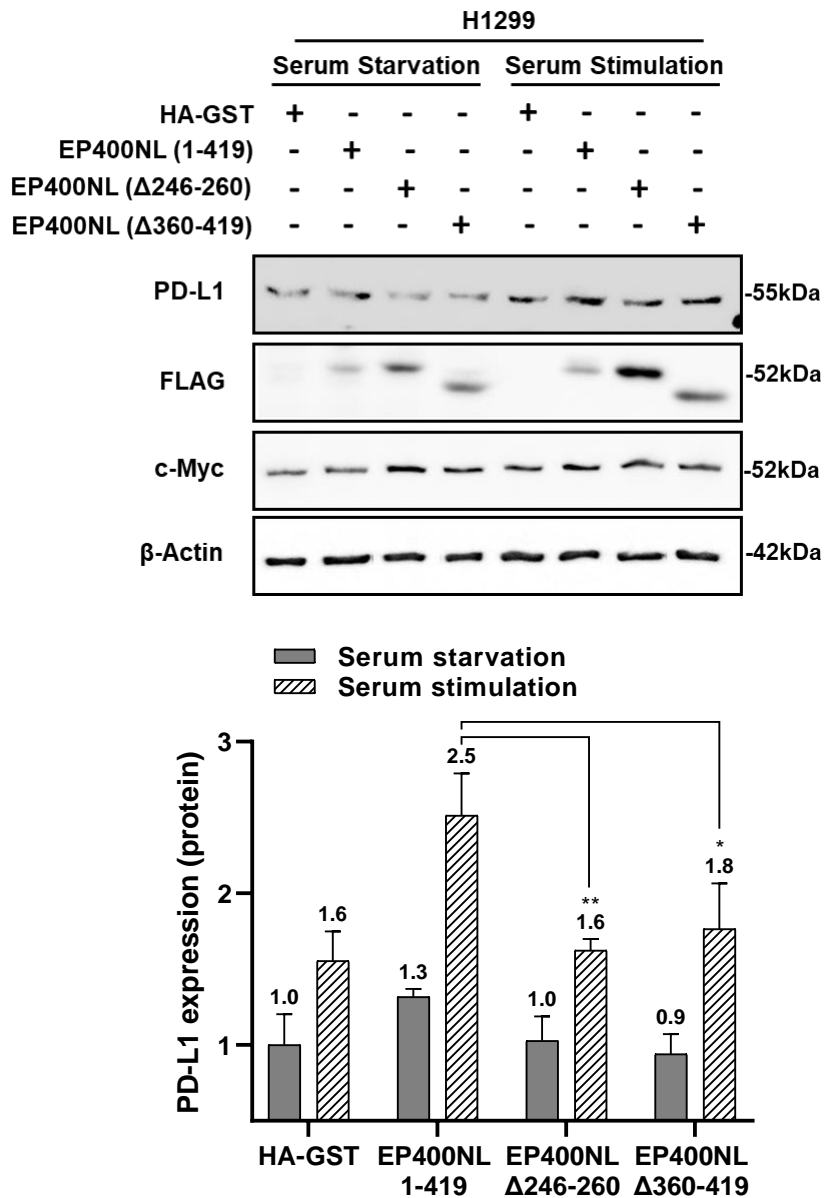 H1299
Serum Starvation Serum Stimulation
HA-GST + - - - + - - -
EP400NL (1-419) - + - - - + - -
EP400NL (Δ246-260) - - + - - - + -
EP400NL (Δ360-419) - - - + - - - +
PD-L1 -55kDa
FLAG -52kDa
c-Myc -52kDa
β-Actin -42kDa
Serum starvation
Serum stimulation
PD-L1 expression (protein)
3
2
1
1.0
1.6
1.3
2.5
1.0
**
1.6
0.9
*
1.8
HA-GST EP400NL EP400NL EP400NL
1-419 Δ246-260 Δ360-419